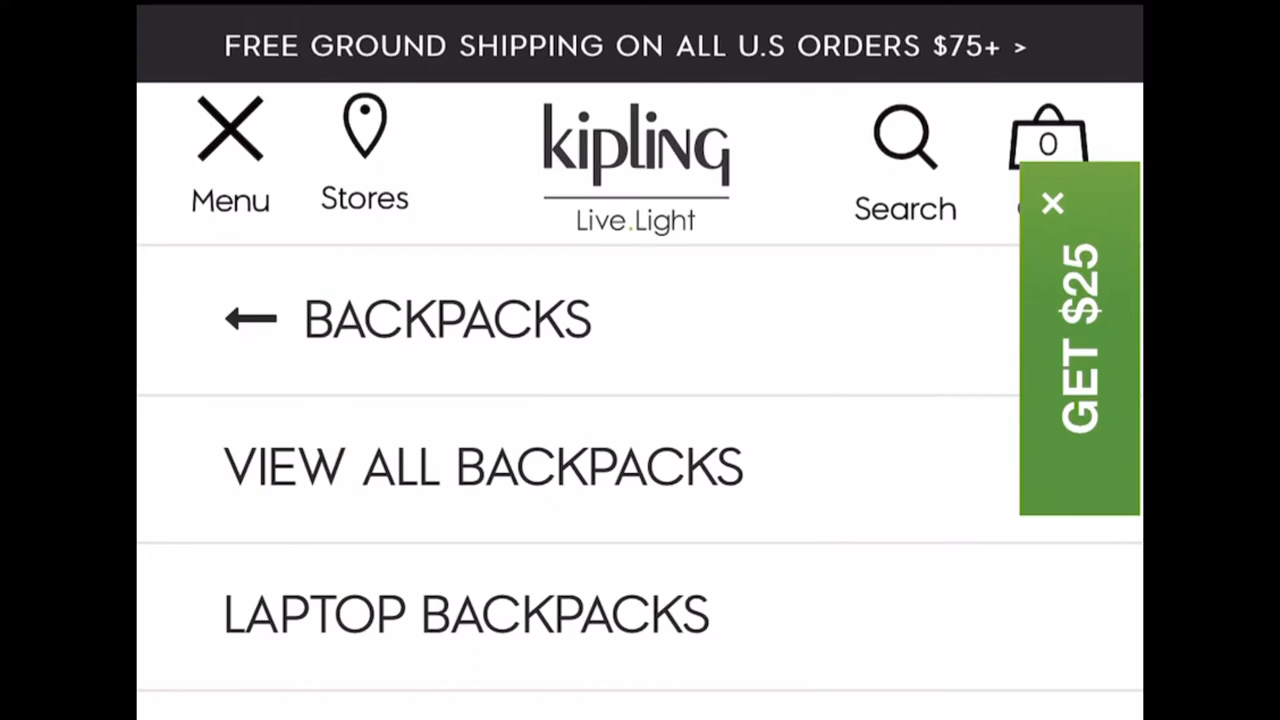 FREE GROUND SHIPPING ON ALL U.S ORDERS $75+ >
Menu
Stores
kipling
Live.Light
Search
0
GET $25
BACKPACKS
VIEW ALL BACKPACKS
LAPTOP BACKPACKS